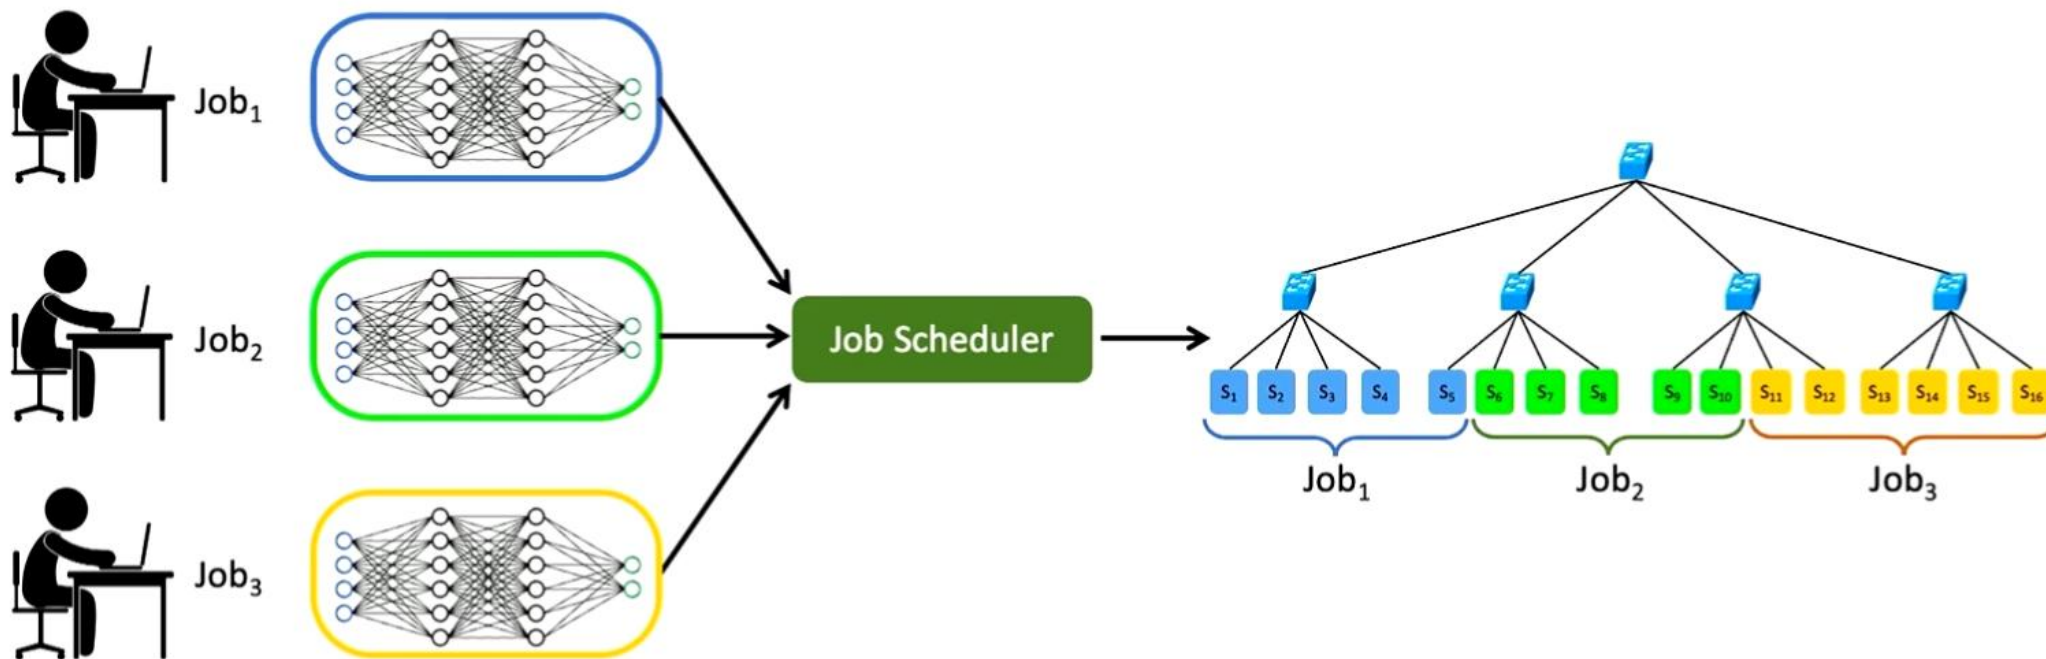 Job₁
Job₂
Job₃
Job Scheduler
S₁ S₂ S₃ S₄ S₅ S₆ S₇ S₈ S₉ S₁₀ S₁₁ S₁₂ S₁₃ S₁₄ S₁₅ S₁₆
Job₁ Job₂ Job₃